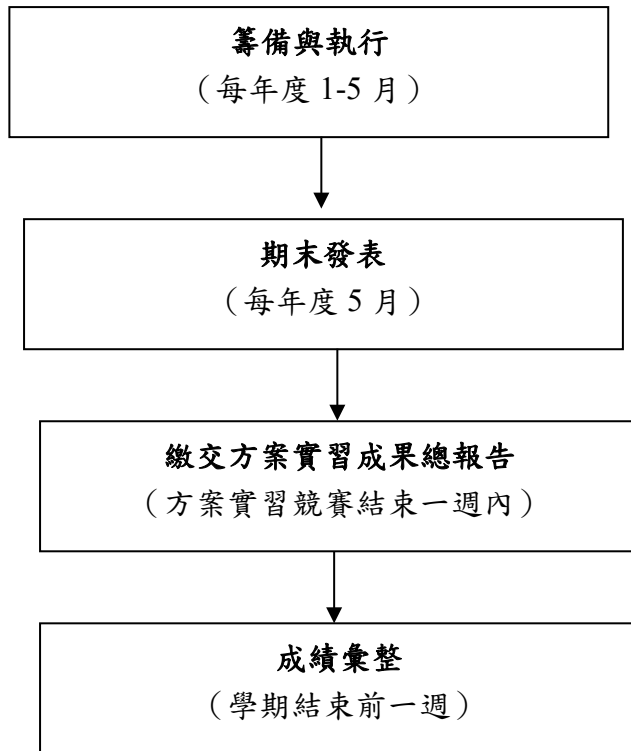 籌備與執行
（每年度 1-5 月）
期末發表
（每年度 5 月）
繳交方案實習成果總報告
（方案實習競賽結束一週內）
成績彙整
（學期結束前一週）